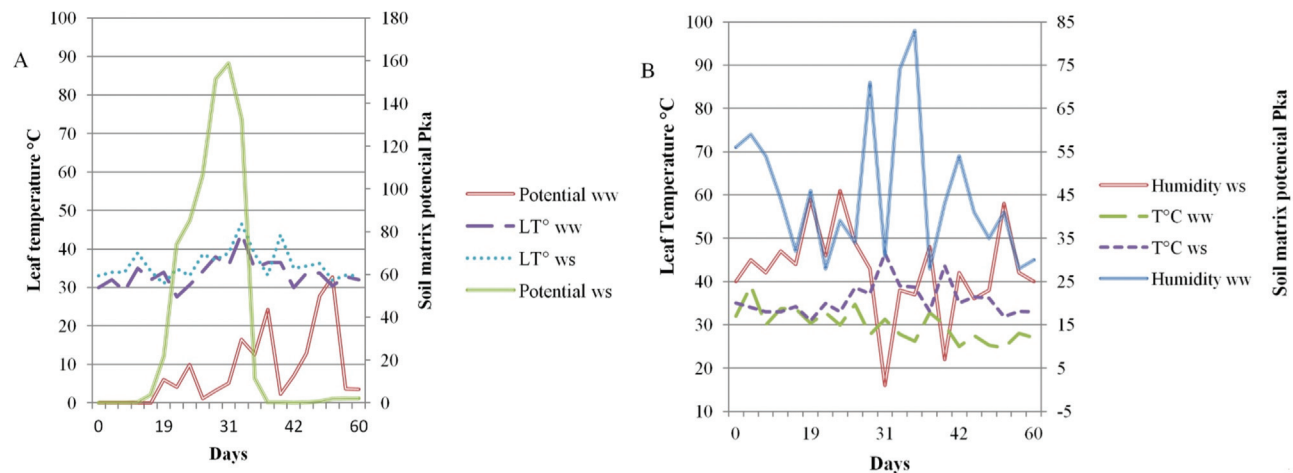 A
Leaf temperature °C
100
90
80
70
60
50
40
30
20
10
0
180
160
140
120
100
80
60
40
20
0
Soil matrix potencial Pka
0 19 31 42 60
Days
Potential ww
LT° ww
LT° ws
Potential ws
B
Leaf Temperature °C
100
90
80
70
60
50
40
30
20
10
85
75
65
55
45
35
25
15
5
-5
Soil matrix potencial Pka
0 19 31 42 60
Days
Humidity ws
T°C ww
T°C ws
Humidity ww